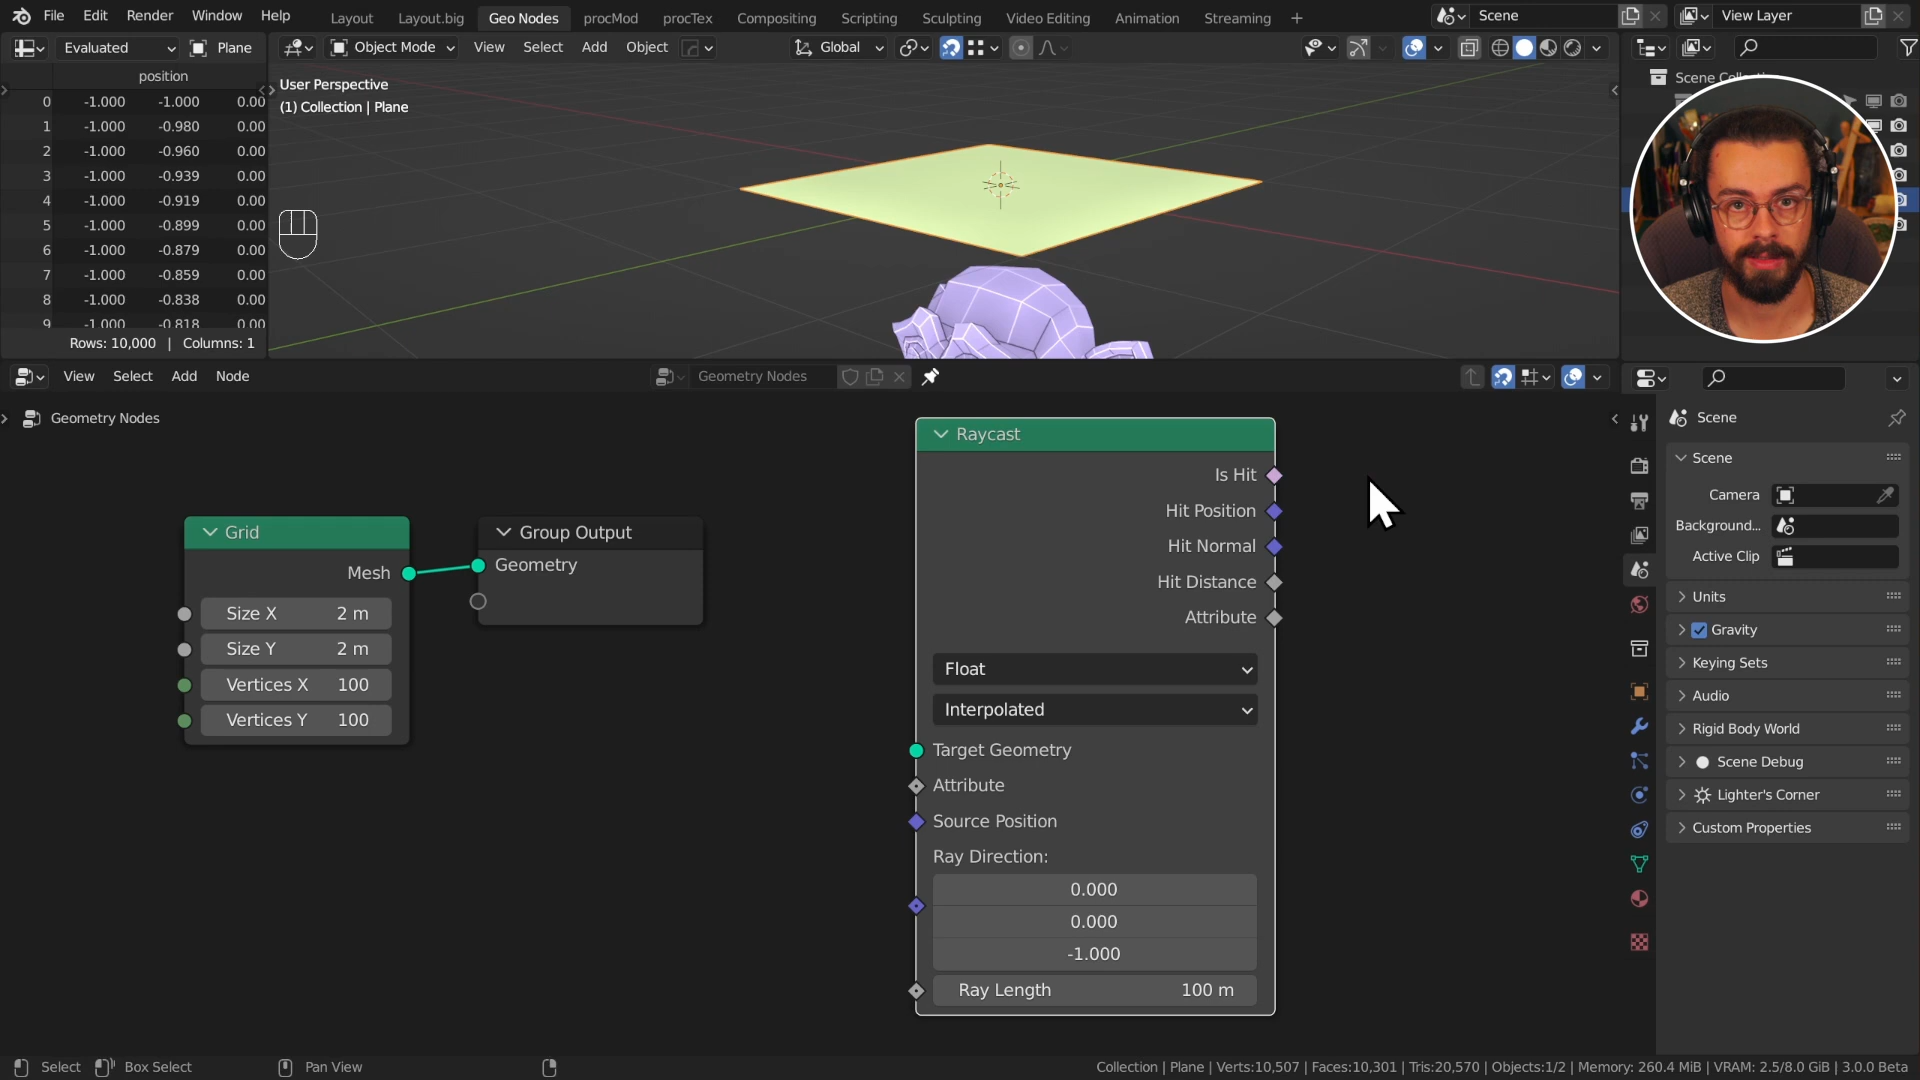 File Edit Render Window Help Layout Layout.big Geo Nodes procMod procTex Compositing Scripting Sculpting Video Editing Animation Streaming + Scene View Layer
Evaluated Plane Object Mode View Select Add Object Global
position
0 -1.000 -1.000 0.00
1 -1.000 -0.980 0.00
2 -1.000 -0.960 0.00
3 -1.000 -0.939 0.00
4 -1.000 -0.919 0.00
5 -1.000 -0.899 0.00
6 -1.000 -0.879 0.00
7 -1.000 -0.859 0.00
8 -1.000 -0.838 0.00
9 -1.000 -0.818 0.00
Rows: 10,000 | Columns: 1
User Perspective
(1) Collection | Plane
Scene
View Select Add Node Geometry Nodes
Geometry Nodes
Grid
Mesh
Size X 2 m
Size Y 2 m
Vertices X 100
Vertices Y 100
Group Output
Geometry
Raycast
Is Hit
Hit Position
Hit Normal
Hit Distance
Attribute
Float
Interpolated
Target Geometry
Attribute
Source Position
Ray Direction:
0.000
0.000
-1.000
Ray Length 100 m
Scene
Scene
Camera
Background...
Active Clip
Units
Gravity
Keying Sets
Audio
Rigid Body World
Scene Debug
Lighter's Corner
Custom Properties
Select Box Select Pan View Collection | Plane | Verts:10,507 | Faces:10,301 | Tris:20,570 | Objects:1/2 | Memory: 260.4 MiB | VRAM: 2.5/8.0 GiB | 3.0.0 Beta